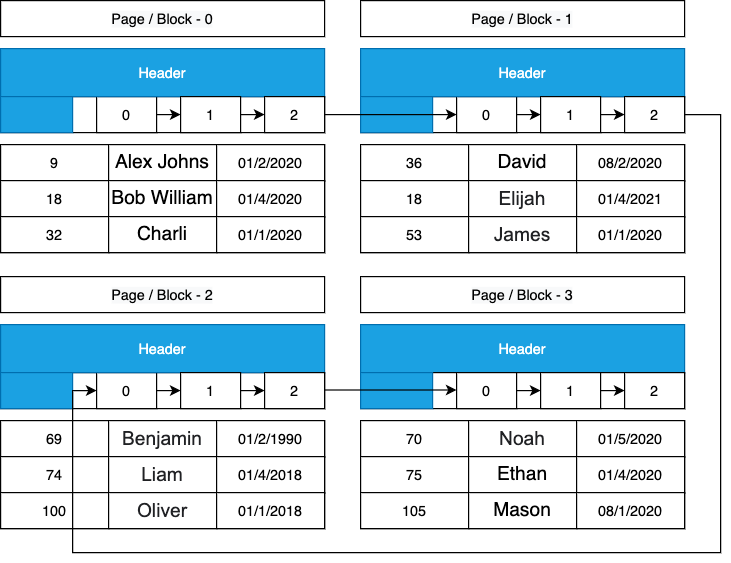 Page / Block - 0
Header
0 1 2
9 Alex Johns 01/2/2020
18 Bob William 01/4/2020
32 Charli 01/1/2020
Page / Block - 1
Header
0 1 2
36 David 08/2/2020
18 Elijah 01/4/2021
53 James 01/1/2020
Page / Block - 2
Header
0 1 2
69 Benjamin 01/2/1990
74 Liam 01/4/2018
100 Oliver 01/1/2018
Page / Block - 3
Header
0 1 2
70 Noah 01/5/2020
75 Ethan 01/4/2020
105 Mason 08/1/2020